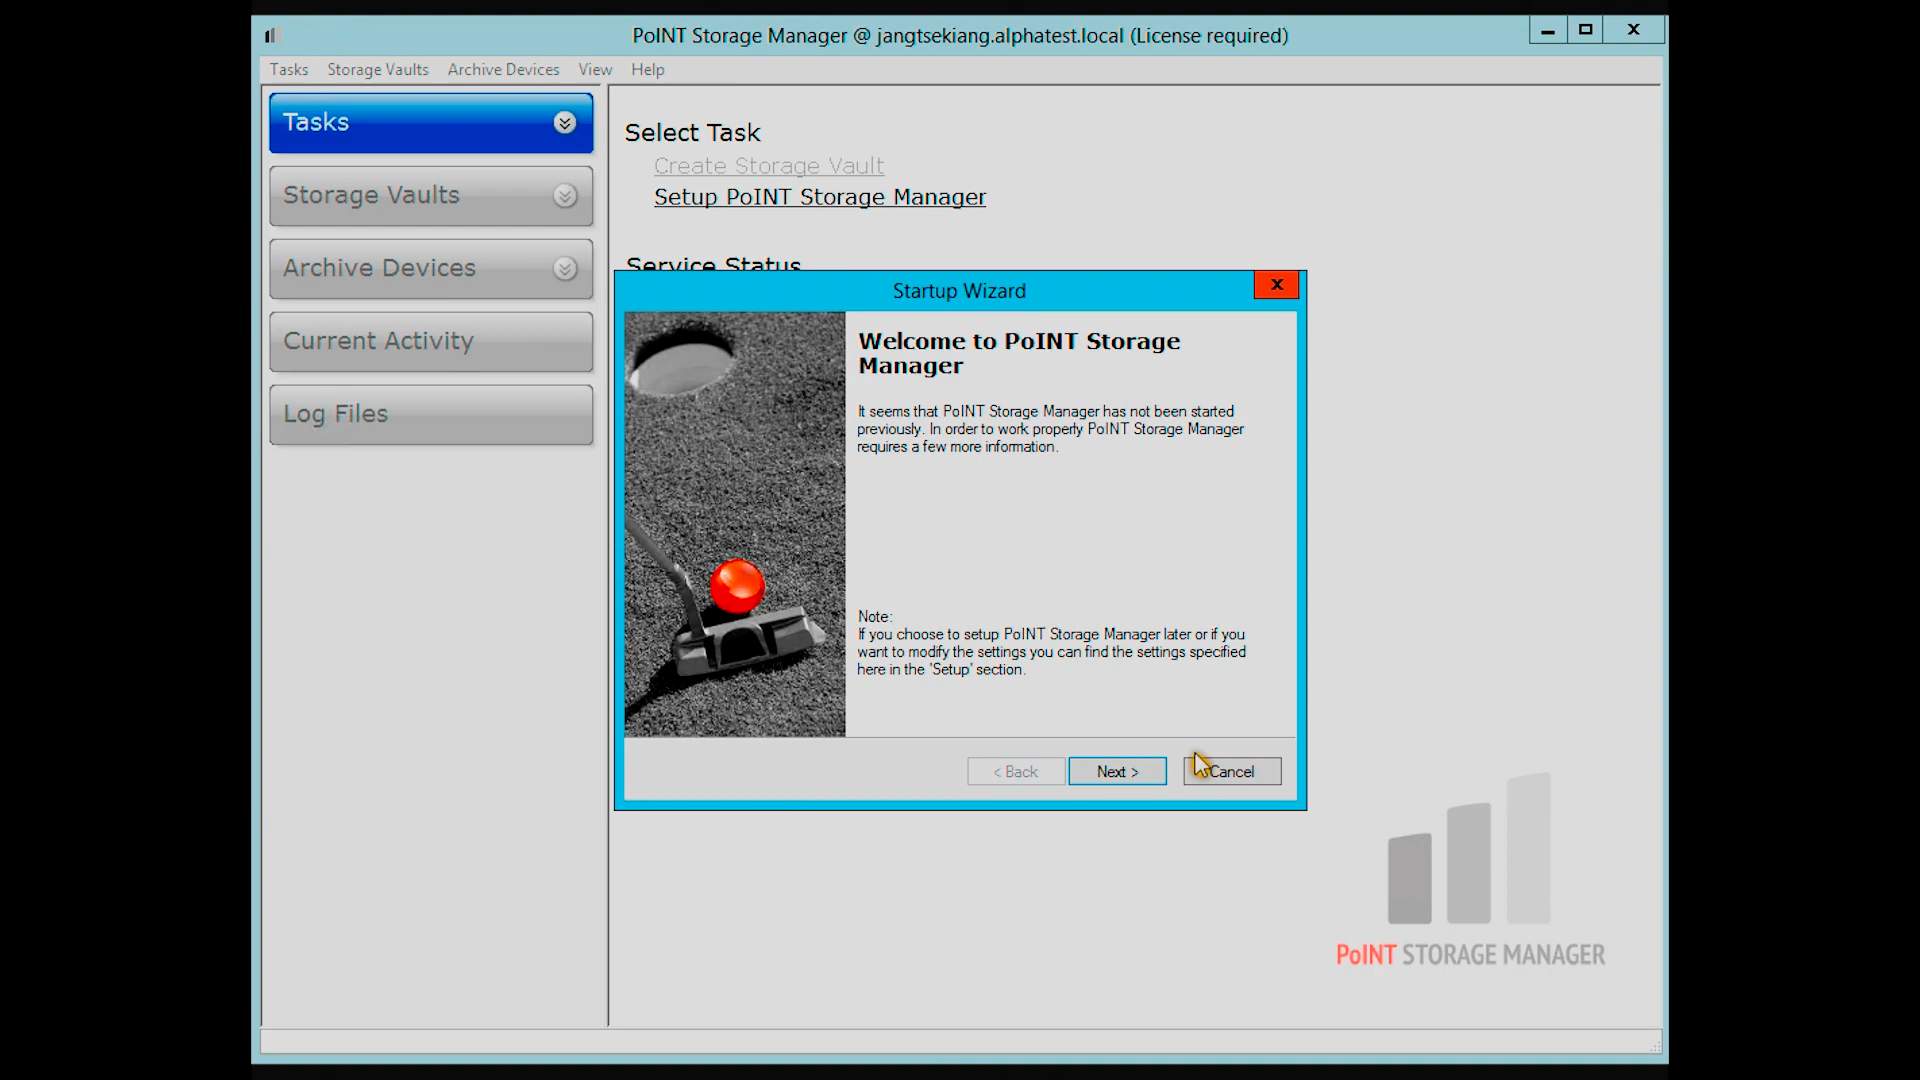 PoINT Storage Manager @ jangtsekiang.alphatest.local (License required)
Tasks Storage Vaults Archive Devices View Help
Tasks
Storage Vaults
Archive Devices
Current Activity
Log Files
Select Task
Create Storage Vault
Setup PoINT Storage Manager
Service Status
Startup Wizard
Welcome to PoINT Storage
Manager
It seems that PoINT Storage Manager has not been started
previously. In order to work properly PoINT Storage Manager
requires a few more information.
Note:
If you choose to setup PoINT Storage Manager later or if you
want to modify the settings you can find the settings specified
here in the 'Setup' section.
< Back Next > Cancel
PoINT STORAGE MANAGER